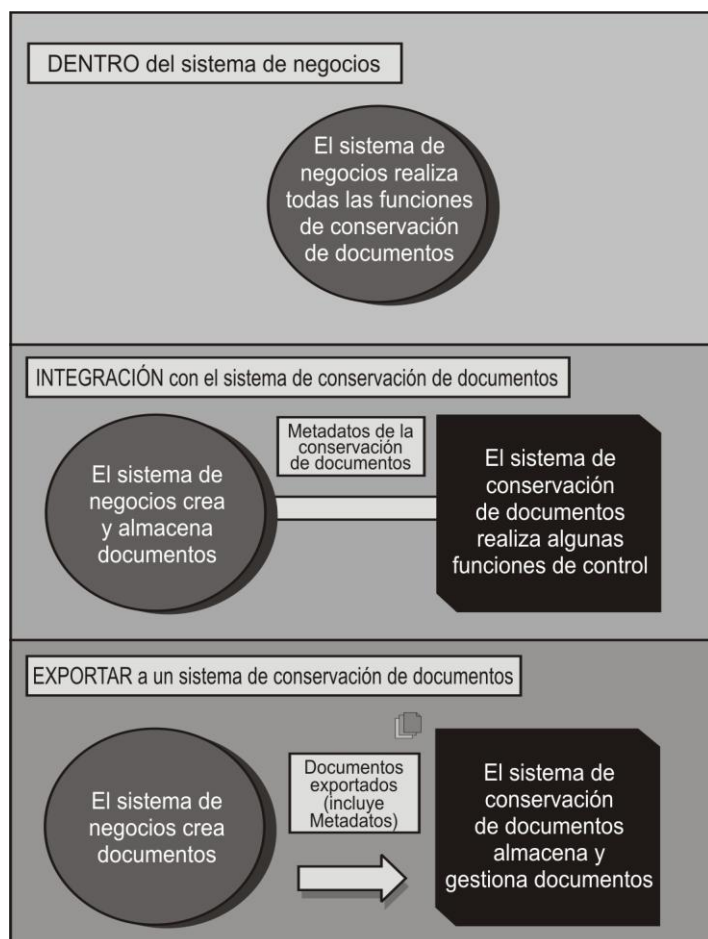 DENTRO del sistema de negocios
El sistema de
negocios realiza
todas las funciones
de conservación
de documentos
INTEGRACIÓN con el sistema de conservación de documentos
El sistema de
negocios crea
y almacena
documentos
Metadatos de la
conservación
de documentos
El sistema de
conservación
de documentos
realiza algunas
funciones de control
EXPORTAR a un sistema de conservación de documentos
El sistema de
negocios crea
documentos
Documentos
exportados
(incluye
Metadatos)
El sistema de
conservación
de documentos
almacena y
gestiona documentos